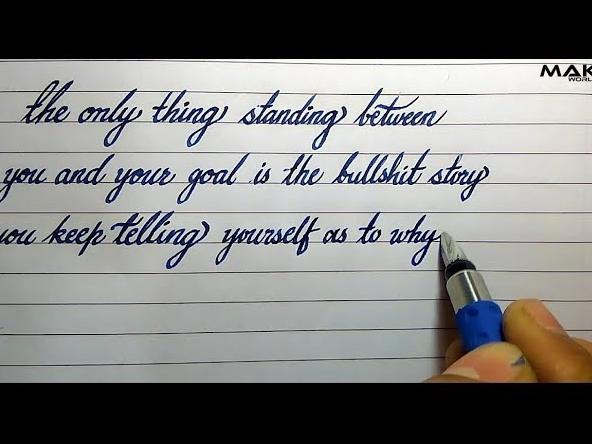 MAK
WORL
the only thing standing between
you and your goal is the bullshit story
you keep telling yourself as to why